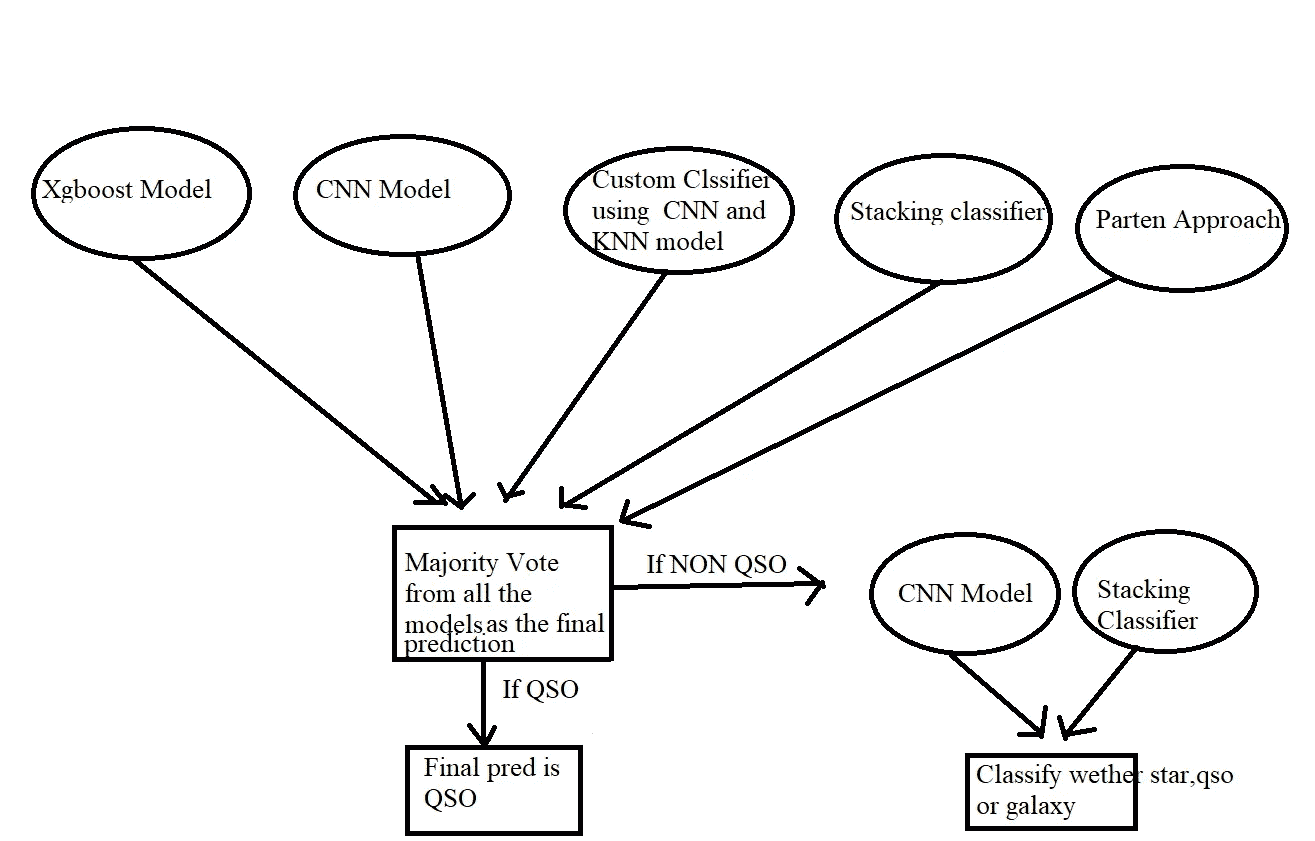 Xgboost Model
CNN Model
Custom Clssifier
using CNN and
KNN model
Stacking classifier
Parten Approach
Majority Vote
from all the
models as the final
prediction
If NON QSO
CNN Model
Stacking
Classifier
If QSO
Final pred is
QSO
Classify wether star,qso
or galaxy